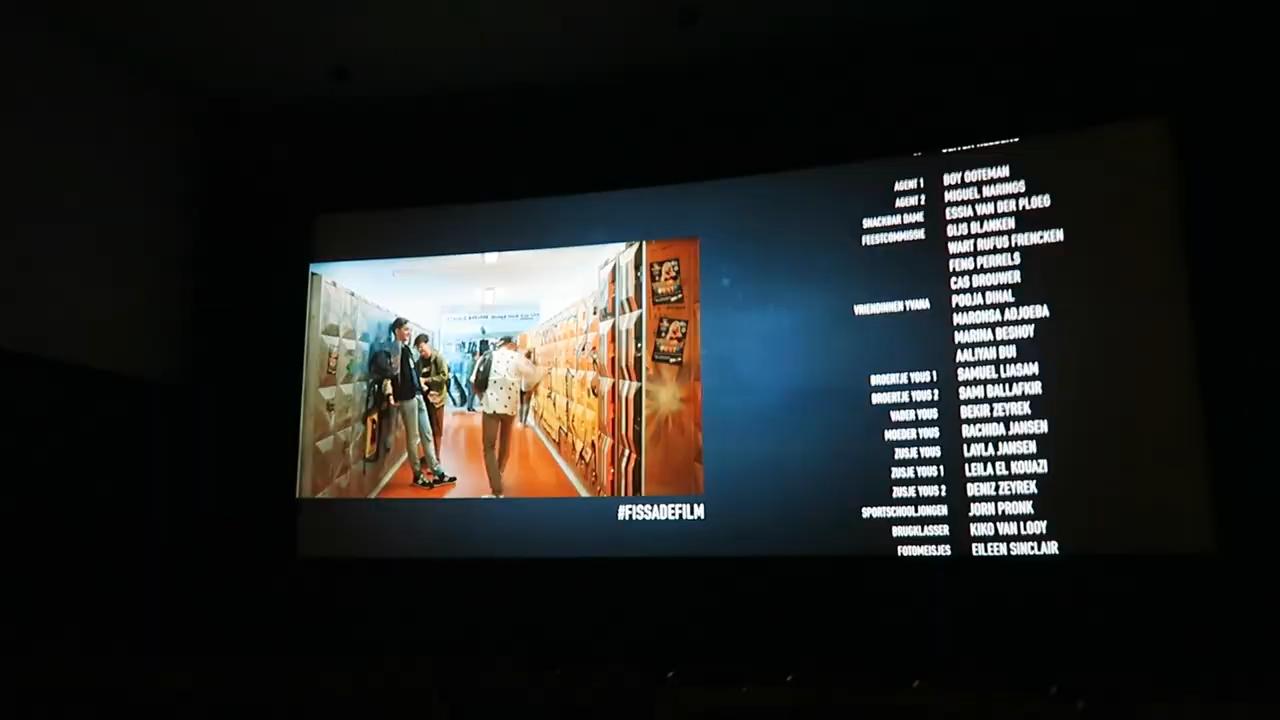 AGENT 1 BOY OOTEMAN
AGENT 2 MIGUEL NARINGS
SNACKBAR DAME ESSIA VAN DER PLOEG
FEESTCOMMISSIE GIJS BLANKEN
WART RUFUS FRENCKEN
FENG PERRELS
CAS BROUWER
VRIENDINNEN YVANA POOJA DIHAL
MARONSA ADJOEBA
MARINA BESHOY
AALIYAH BUI
BROERTJE YOUS 1 SAMUEL LIASAM
BROERTJE YOUS 2 SAMI BALLAFKIR
VADER YOUS BEKIR ZEYREK
MOEDER YOUS RACHIDA JANSEN
ZUSJE YOUS LAYLA JANSEN
ZUSJE YOUS 1 LEILA EL KOUAZI
ZUSJE YOUS 2 DENIZ ZEYREK
SPORTSCHOOLJONGEN JORN PRONK
BRUGKLASSER KIKO VAN LOOY
FOTOMEISJES EILEEN SINCLAIR
#FISSADEFILM